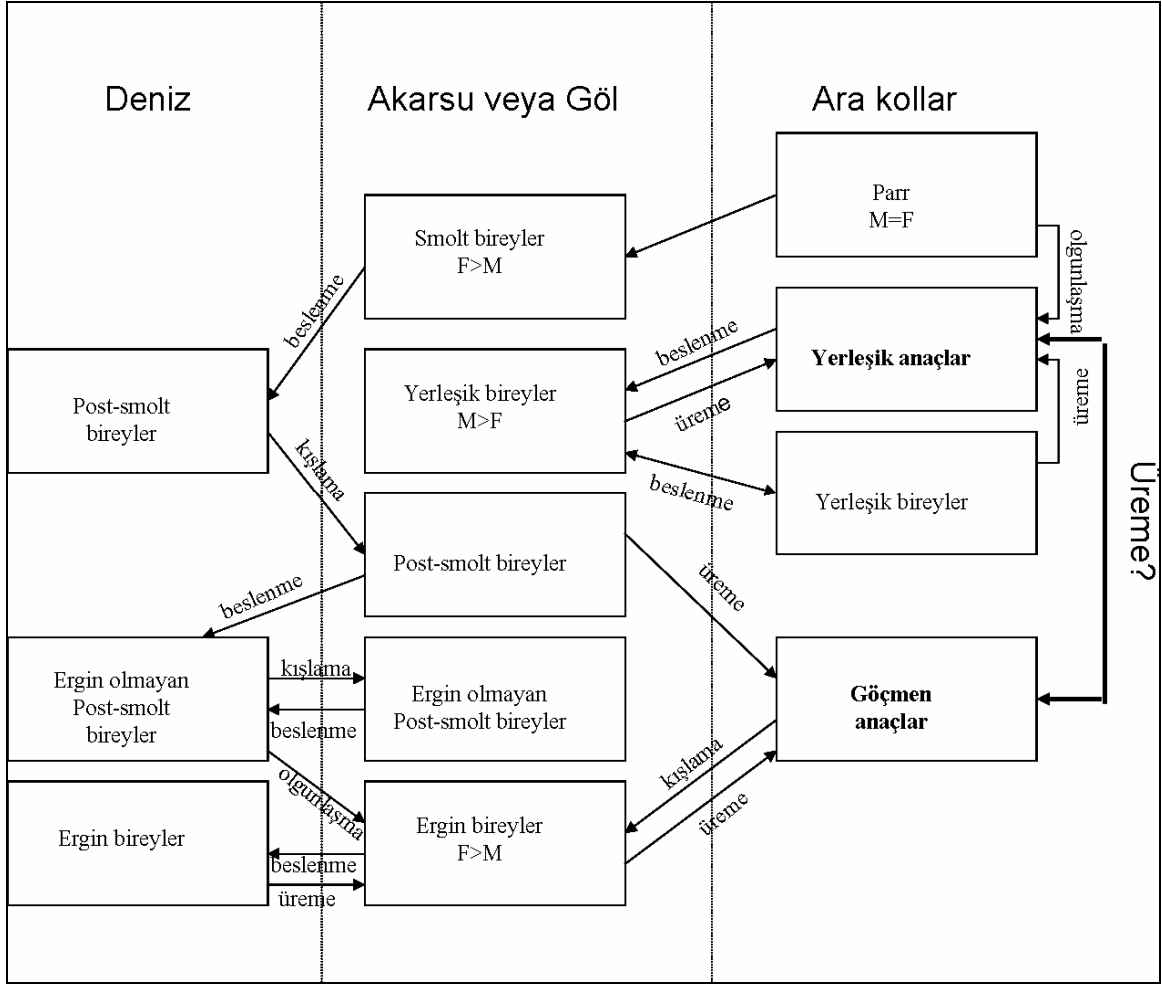 Deniz
Akarsu veya Göl
Ara kollar
Parr
M=F
olgunlaşma
Smolt bireyler
F>M
beslenme
beslenme
Yerleşik anaçlar
üreme
Post-smolt
bireyler
Yerleşik bireyler
M>F
üreme
kışlama
beslenme
Yerleşik bireyler
Üreme?
Post-smolt bireyler
beslenme
üreme
Ergin olmayan
Post-smolt
bireyler
kışlama
beslenme
Ergin olmayan
Post-smolt bireyler
Göçmen
anaçlar
kışlama
olgunlaşma
üreme
Ergin bireyler
beslenme
üreme
Ergin bireyler
F>M